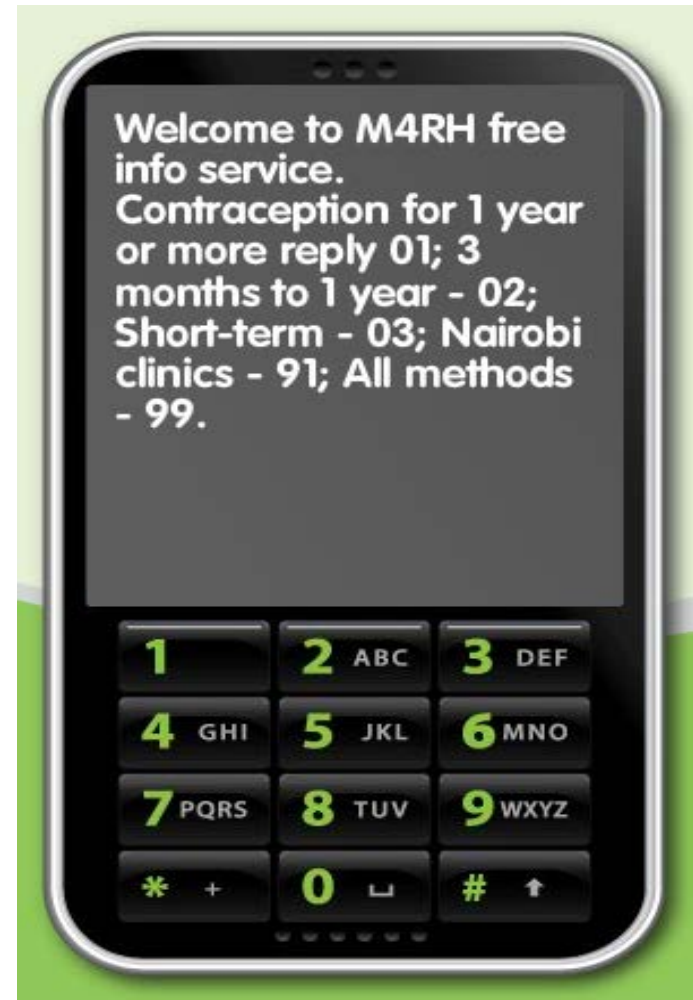 Welcome to M4RH free
info service.
Contraception for 1 year
or more reply 01; 3
months to 1 year - 02;
Short-term - 03; Nairobi
clinics - 91; All methods
- 99.
1 2 ABC 3 DEF
4 GHI 5 JKL 6 MNO
7 PQRS 8 TUV 9 WXYZ
* + 0 #